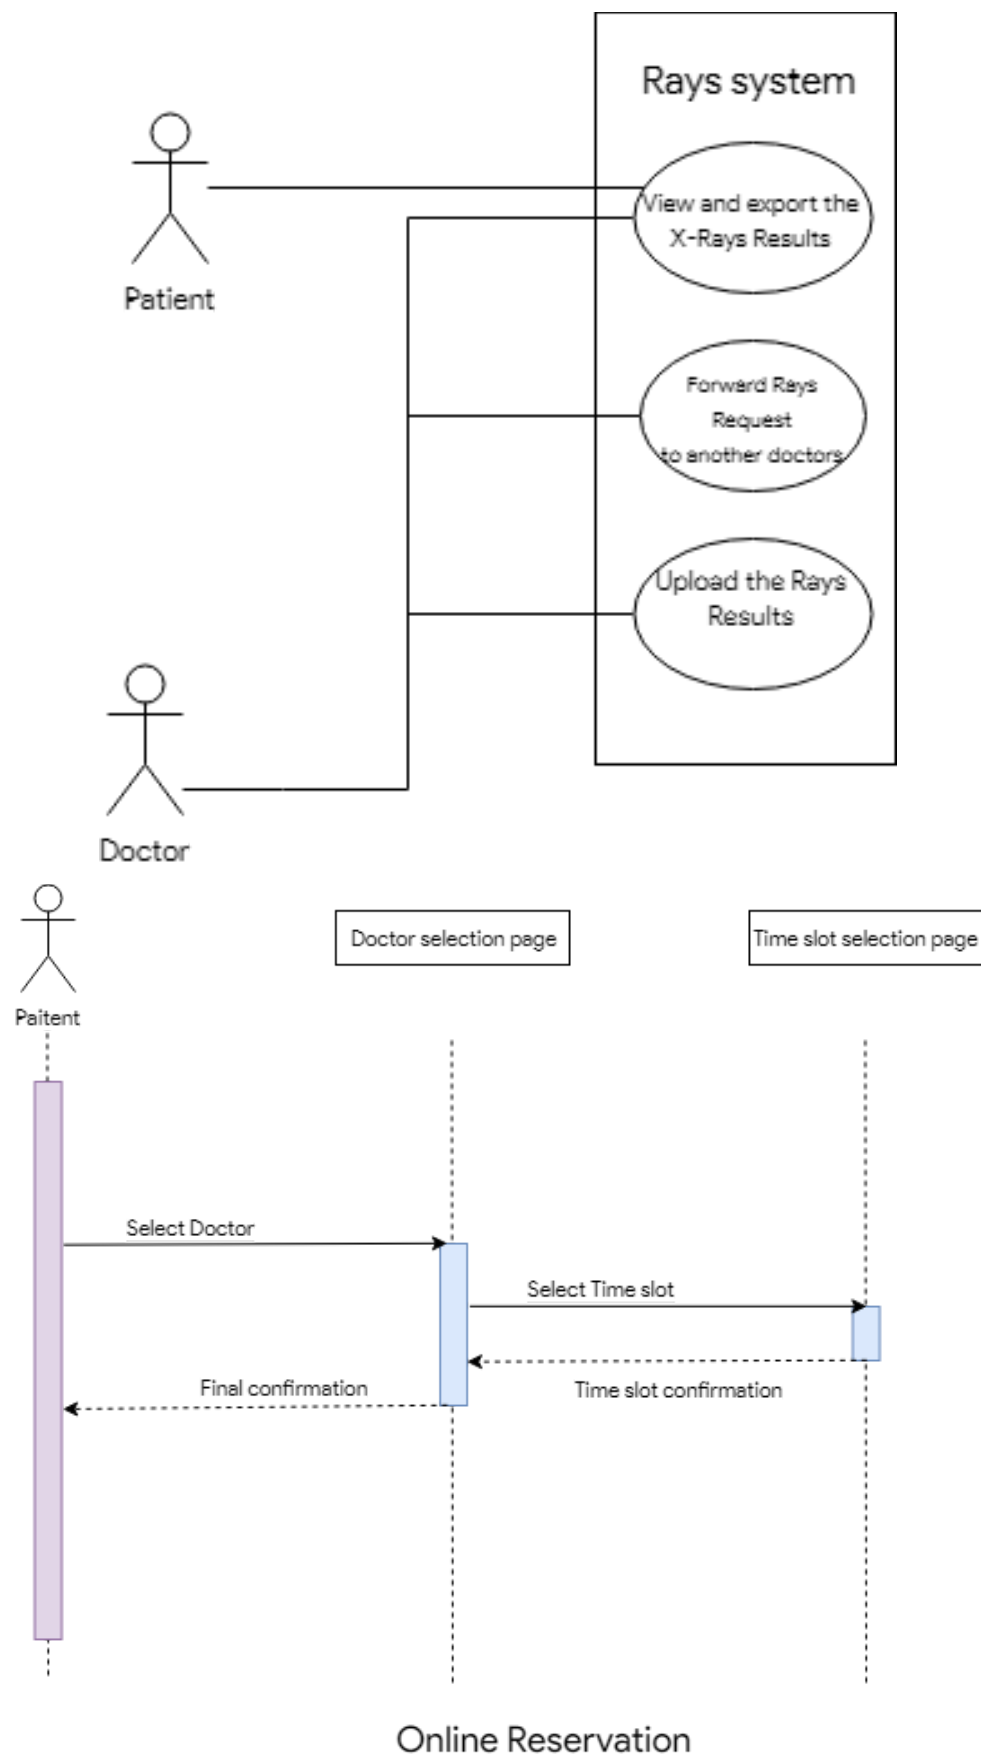 Rays system
View and export the
X-Rays Results
Patient
Forward Rays
Request
to another doctors
Upload the Rays
Results
Doctor
Doctor selection page
Time slot selection page
Paitent
Select Doctor
Select Time slot
Final confirmation
Time slot confirmation
Online Reservation